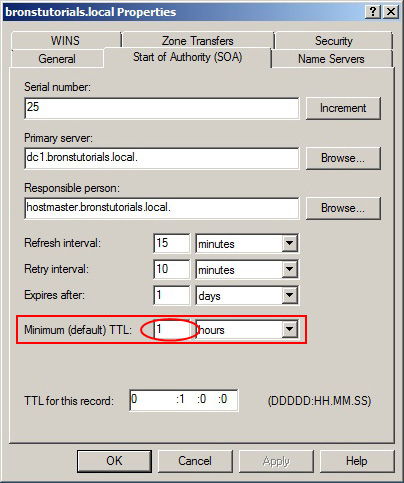 bronstutorials.local Properties
WINS Zone Transfers Security
General Start of Authority (SOA) Name Servers
Serial number:
25 Increment
Primary server:
dc1.bronstutorials.local. Browse...
Responsible person:
hostmaster.bronstutorials.local. Browse...
Refresh interval: 15 minutes
Retry interval: 10 minutes
Expires after: 1 days
Minimum (default) TTL: 1 hours
TTL for this record: 0 :1 :0 :0 (DDDDD:HH.MM.SS)
OK Cancel Apply Help